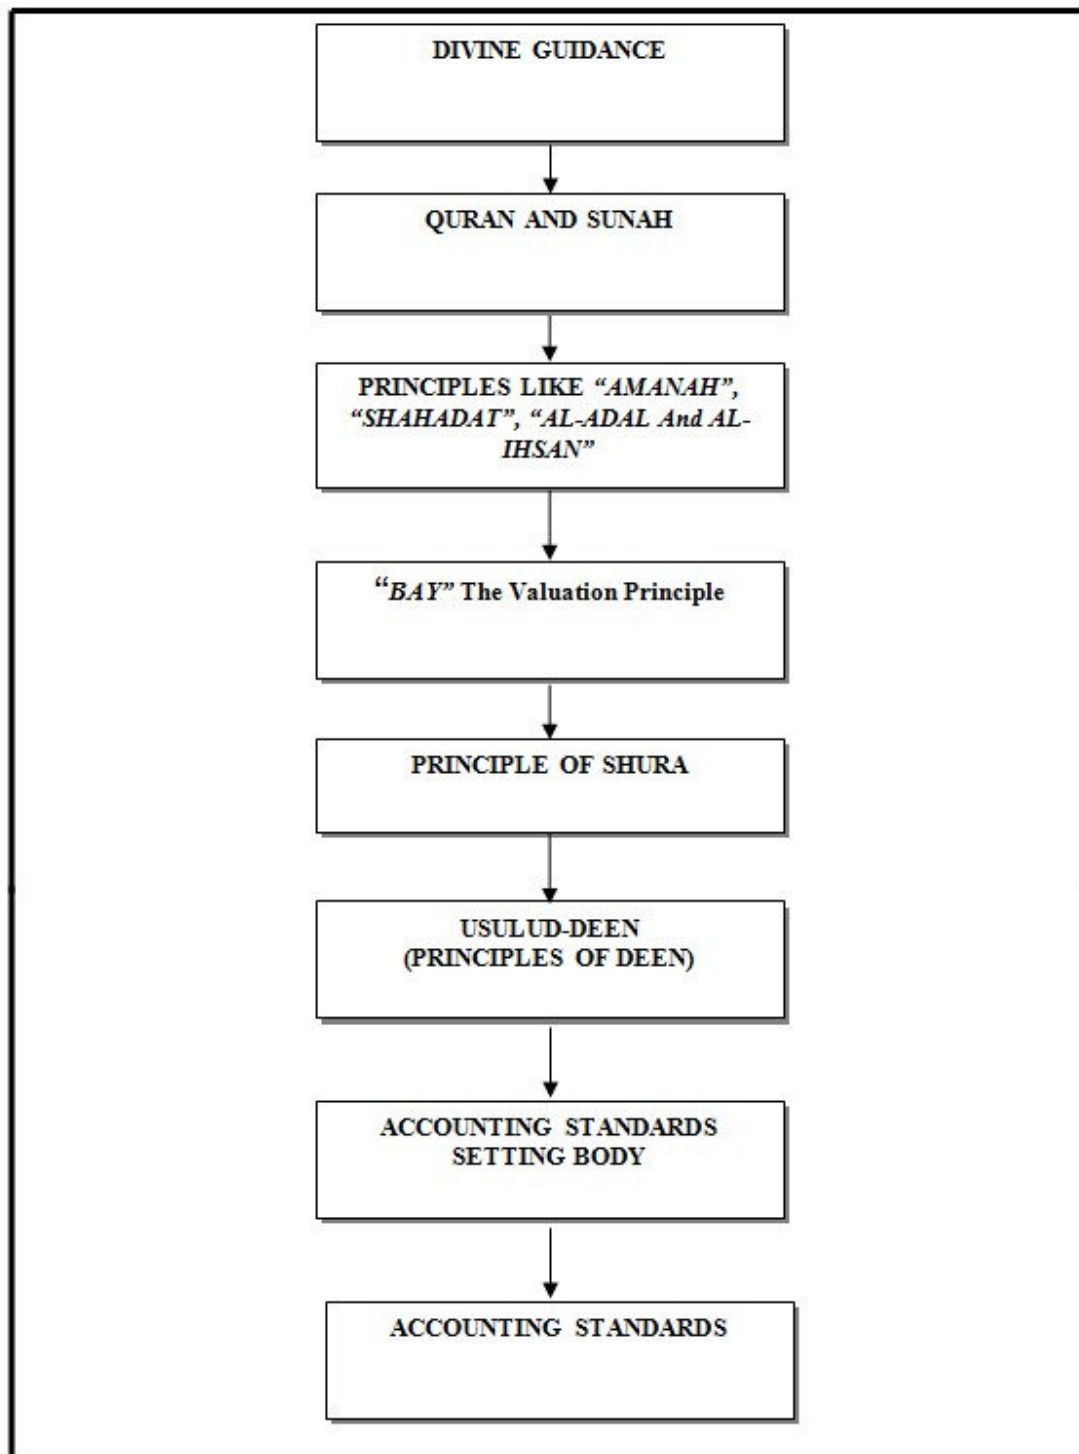 DIVINE GUIDANCE
QURAN AND SUNAH
PRINCIPLES LIKE “AMANAH”,
“SHAHADAT”, “AL-ADAL And AL-
IHSAN”
“BAY” The Valuation Principle
PRINCIPLE OF SHURA
USULUD-DEEN
(PRINCIPLES OF DEEN)
ACCOUNTING STANDARDS
SETTING BODY
ACCOUNTING STANDARDS